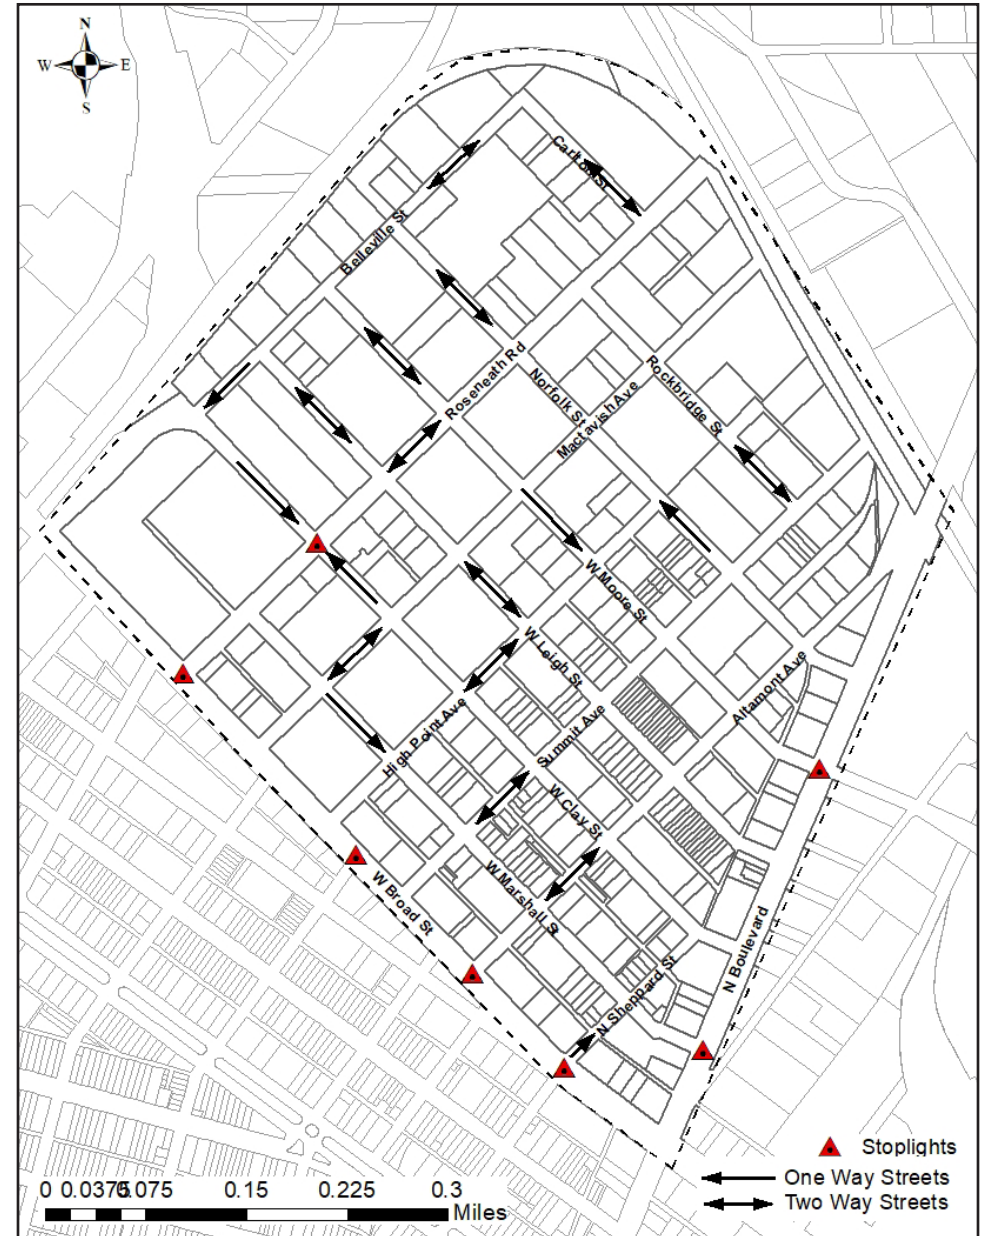 N
W E
S
Carlton St
Belleville St
Roseneath Rd
Norfolk St
Mactavish Ave
Rockbridge St
W Moore St
W Leigh St
Altamont Ave
High Point Ave
Summit Ave
W Clay St
W Marshall St
W Broad St
N Boulevard
N Sheppard St
Stoplights
One Way Streets
Two Way Streets
0 0.0375 0.075 0.15 0.225 0.3
Miles